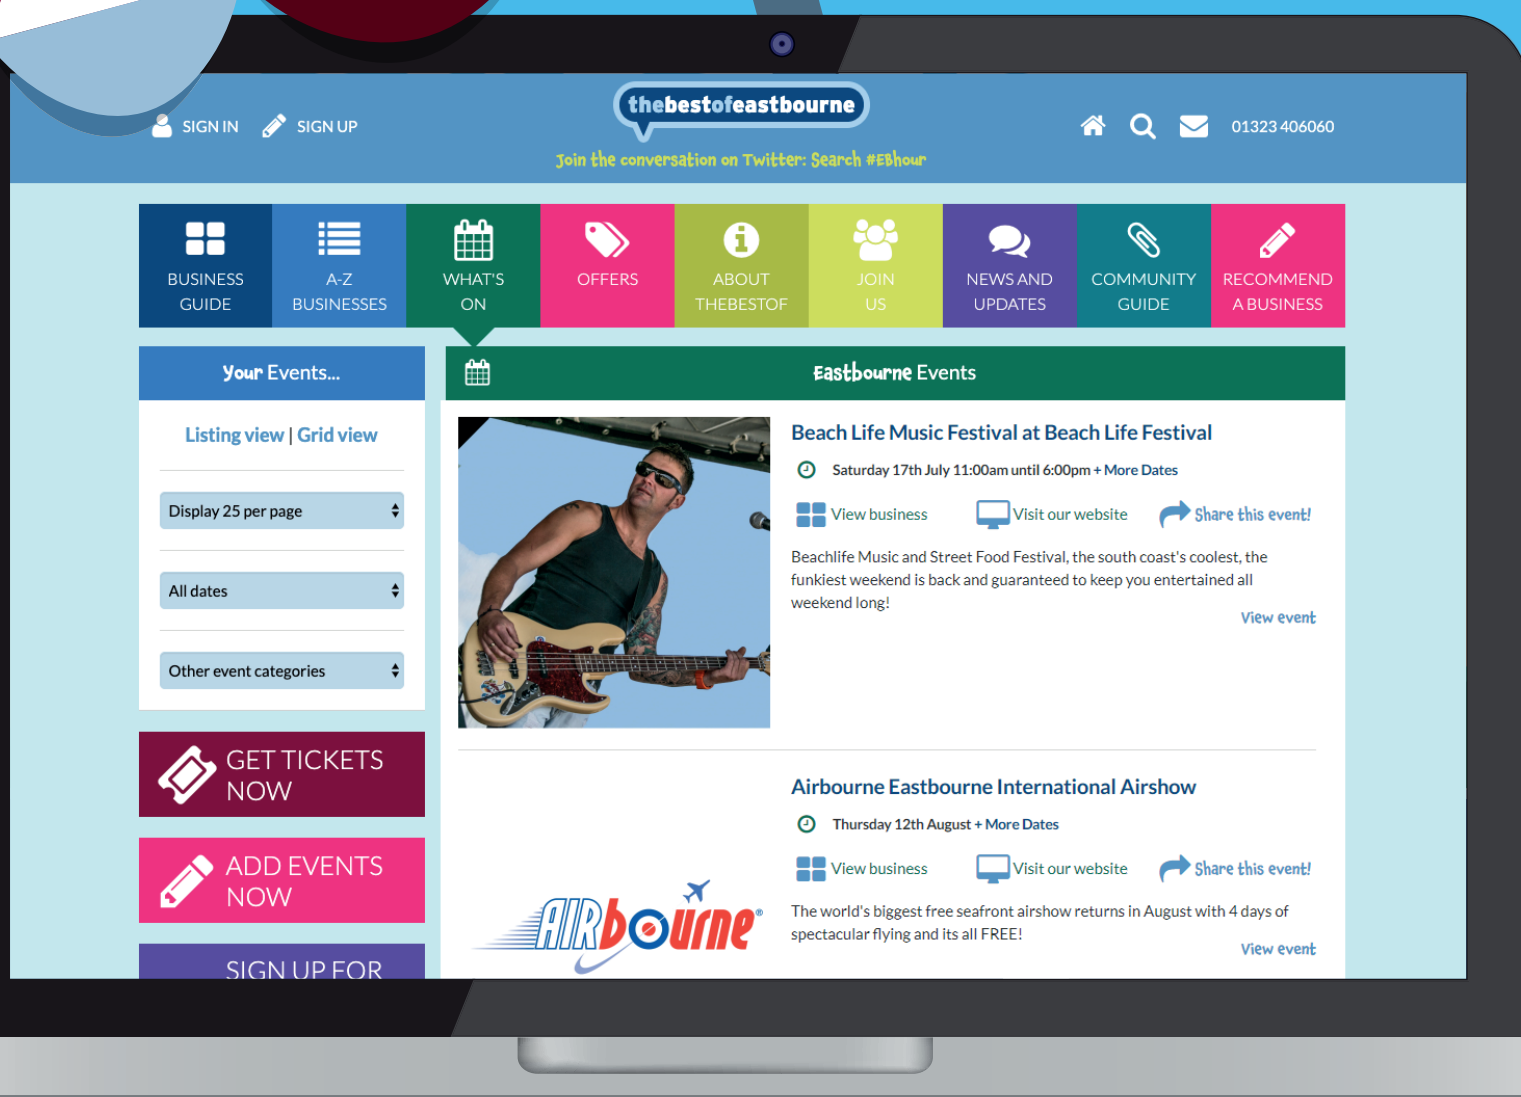 SIGN IN
SIGN UP
thebestofeastbourne
Join the conversation on Twitter: Search #EBhour
01323 406060
BUSINESS
GUIDE
A-Z
BUSINESSES
WHAT'S
ON
OFFERS
ABOUT
THEBESTOF
JOIN
US
NEWS AND
UPDATES
COMMUNITY
GUIDE
RECOMMEND
A BUSINESS
Your Events...
Listing view | Grid view
Display 25 per page
All dates
Other event categories
GET TICKETS
NOW
ADD EVENTS
NOW
SIGN UP FOR
Eastbourne Events
Beach Life Music Festival at Beach Life Festival
Saturday 17th July 11:00am until 6:00pm + More Dates
View business
Visit our website
Share this event!
Beachlife Music and Street Food Festival, the south coast's coolest, the
funkiest weekend is back and guaranteed to keep you entertained all
weekend long!
View event
AIRbourne®
Airbourne Eastbourne International Airshow
Thursday 12th August + More Dates
View business
Visit our website
Share this event!
The world's biggest free seafront airshow returns in August with 4 days of
spectacular flying and its all FREE!
View event